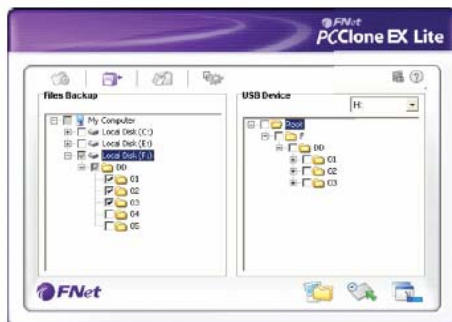 FNet
PCClone EX Lite
Files Backup
My Computer
Local Disk (C:)
Local Disk (E:)
Local Disk (F:)
DD
01
02
03
04
05
USB Device
H:
Root
F
DD
01
02
03
FNet